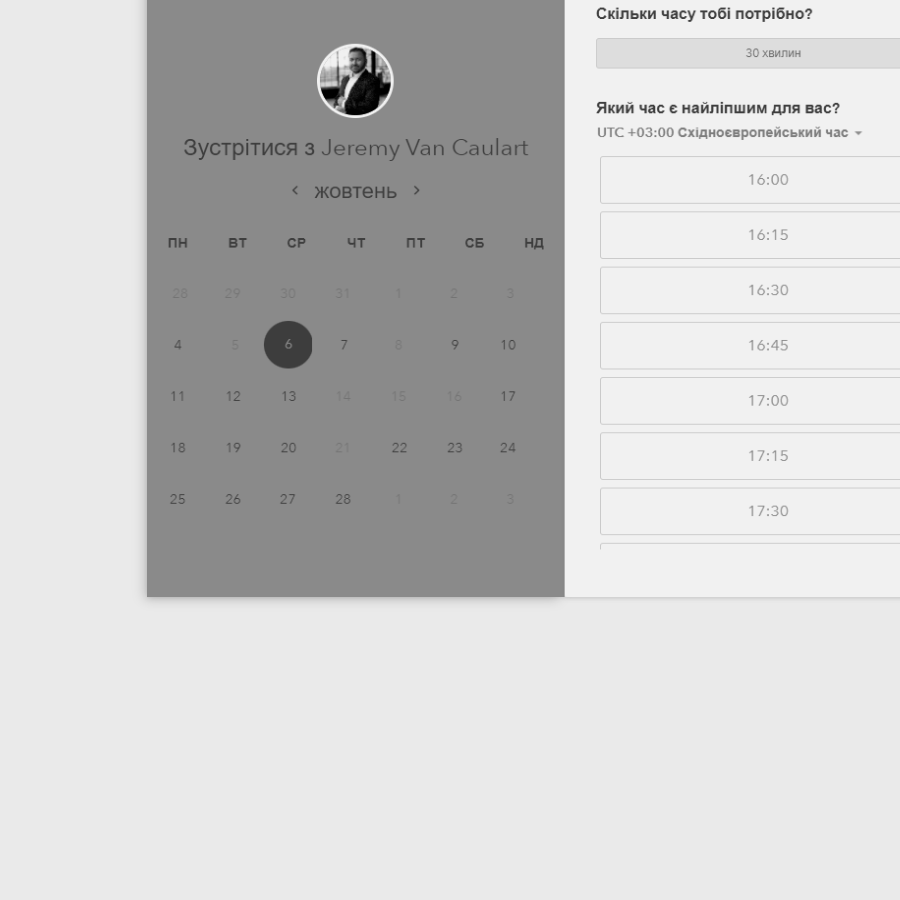 Зустрітися з Jeremy Van Caulart
жовтень
ПН ВТ СР ЧТ ПТ СБ НД
28 29 30 31 1 2 3
4 5 6 7 8 9 10
11 12 13 14 15 16 17
18 19 20 21 22 23 24
25 26 27 28 1 2 3
Скільки часу тобі потрібно?
30 хвилин
Який час є найліпшим для вас?
UTC +03:00 Східноєвропейський час
16:00
16:15
16:30
16:45
17:00
17:15
17:30